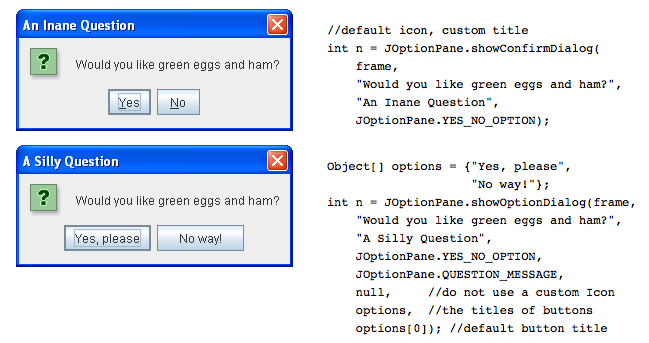 An Inane Question
?
Would you like green eggs and ham?
Yes No
//default icon, custom title
int n = JOptionPane.showConfirmDialog(
    frame,
    "Would you like green eggs and ham?",
    "An Inane Question",
    JOptionPane.YES_NO_OPTION);
A Silly Question
?
Would you like green eggs and ham?
Yes, please No way!
Object[] options = {"Yes, please",
                    "No way!"};
int n = JOptionPane.showOptionDialog(frame,
    "Would you like green eggs and ham?",
    "A Silly Question",
    JOptionPane.YES_NO_OPTION,
    JOptionPane.QUESTION_MESSAGE,
    null,     //do not use a custom Icon
    options,  //the titles of buttons
    options[0]); //default button title